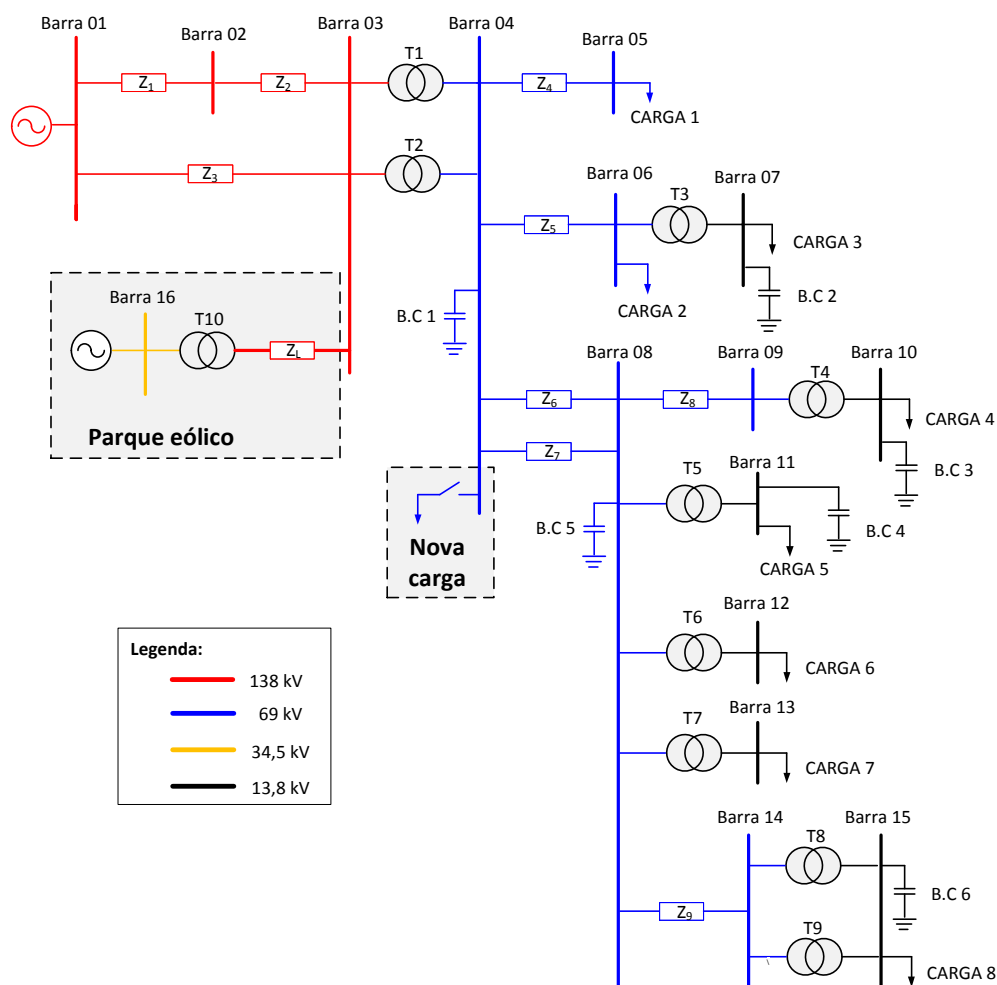 Barra 01
Barra 02
Barra 03
Barra 04
Barra 05
T1
Z1
Z2
Z4
CARGA 1
T2
Z3
Barra 06
T3
Barra 07
Z5
CARGA 2
CARGA 3
B.C 2
Barra 16
T10
ZL
Parque eólico
B.C 1
Barra 08
Barra 09
T4
Barra 10
Z6
Z8
CARGA 4
Z7
B.C 3
T5
Barra 11
B.C 5
B.C 4
CARGA 5
Nova
carga
Barra 12
T6
CARGA 6
Legenda:
138 kV
69 kV
34,5 kV
13,8 kV
T7
Barra 13
CARGA 7
Barra 14
T8
Barra 15
B.C 6
Z9
T9
CARGA 8